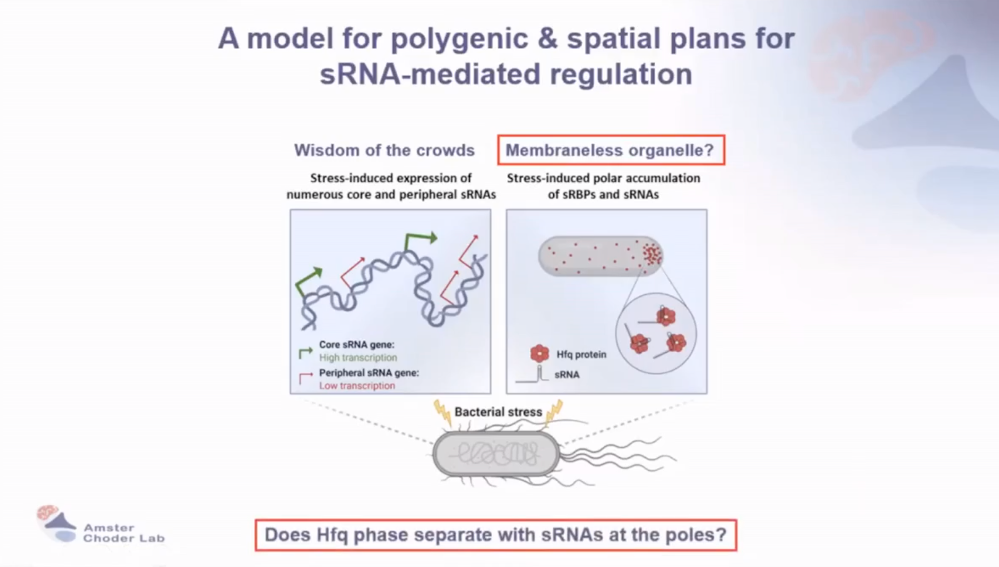 A model for polygenic & spatial plans for
sRNA-mediated regulation
Wisdom of the crowds
Stress-induced expression of
numerous core and peripheral sRNAs
Core sRNA gene:
High transcription
Peripheral sRNA gene:
Low transcription
Membraneless organelle?
Stress-induced polar accumulation
of sRBPs and sRNAs
Hfq protein
sRNA
Bacterial stress
Amster
Choder Lab
Does Hfq phase separate with sRNAs at the poles?